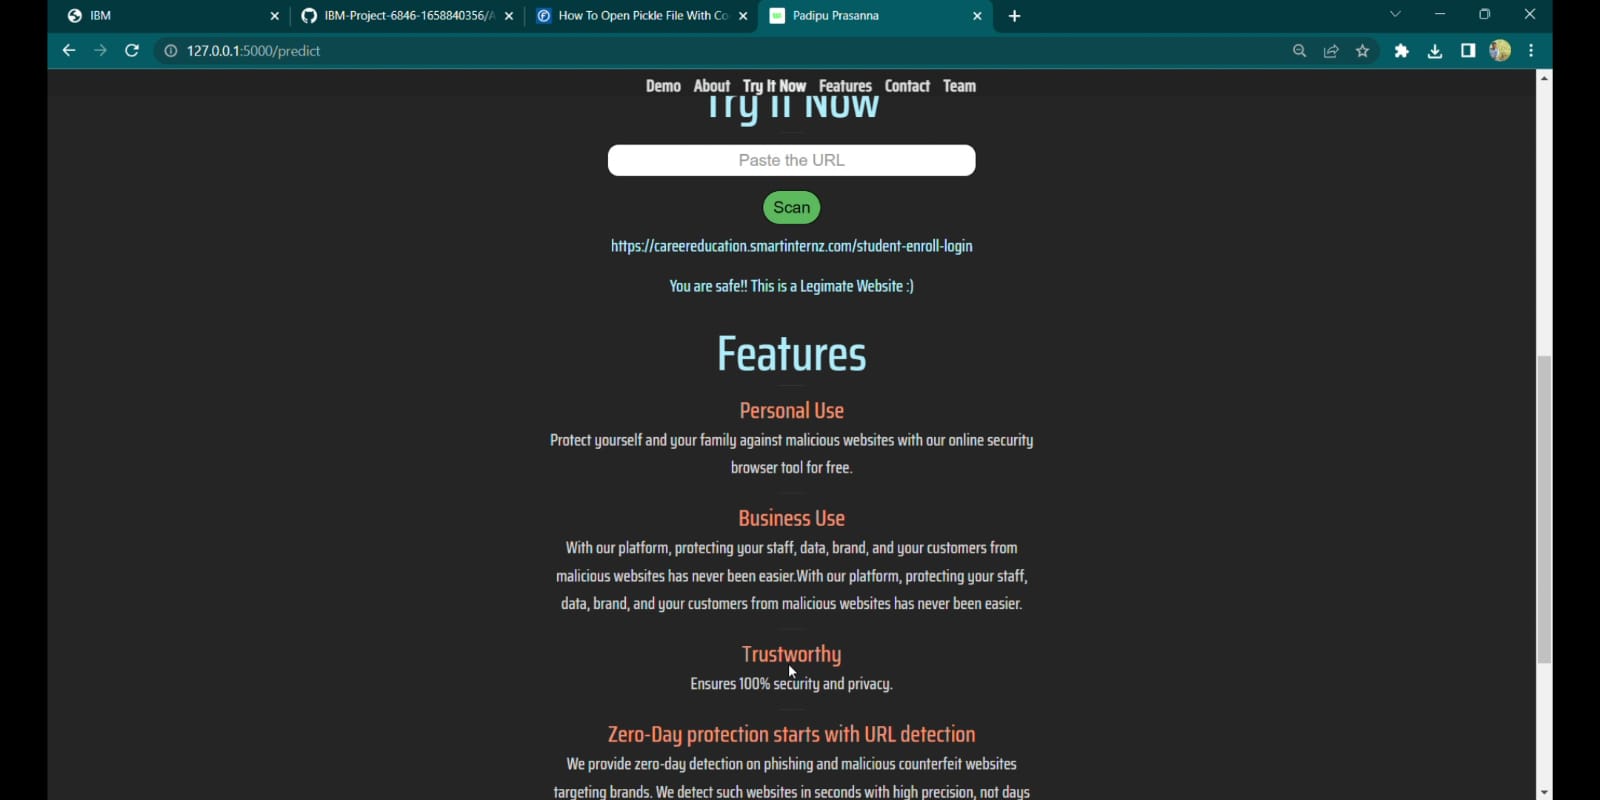 IBM
IBM-Project-6846-1658840356/A
How To Open Pickle File With Co
Padipu Prasanna
127.0.0.1:5000/predict
Demo About Try It Now Features Contact Team
Try It Now
Paste the URL
Scan
https://careereducation.smartinternz.com/student-enroll-login
You are safe!! This is a Legimate Website :)
Features
Personal Use
Protect yourself and your family against malicious websites with our online security
browser tool for free.
Business Use
With our platform, protecting your staff, data, brand, and your customers from
malicious websites has never been easier.With our platform, protecting your staff,
data, brand, and your customers from malicious websites has never been easier.
Trustworthy
Ensures 100% security and privacy.
Zero-Day protection starts with URL detection
We provide zero-day detection on phishing and malicious counterfeit websites
targeting brands. We detect such websites in seconds with high precision, not days